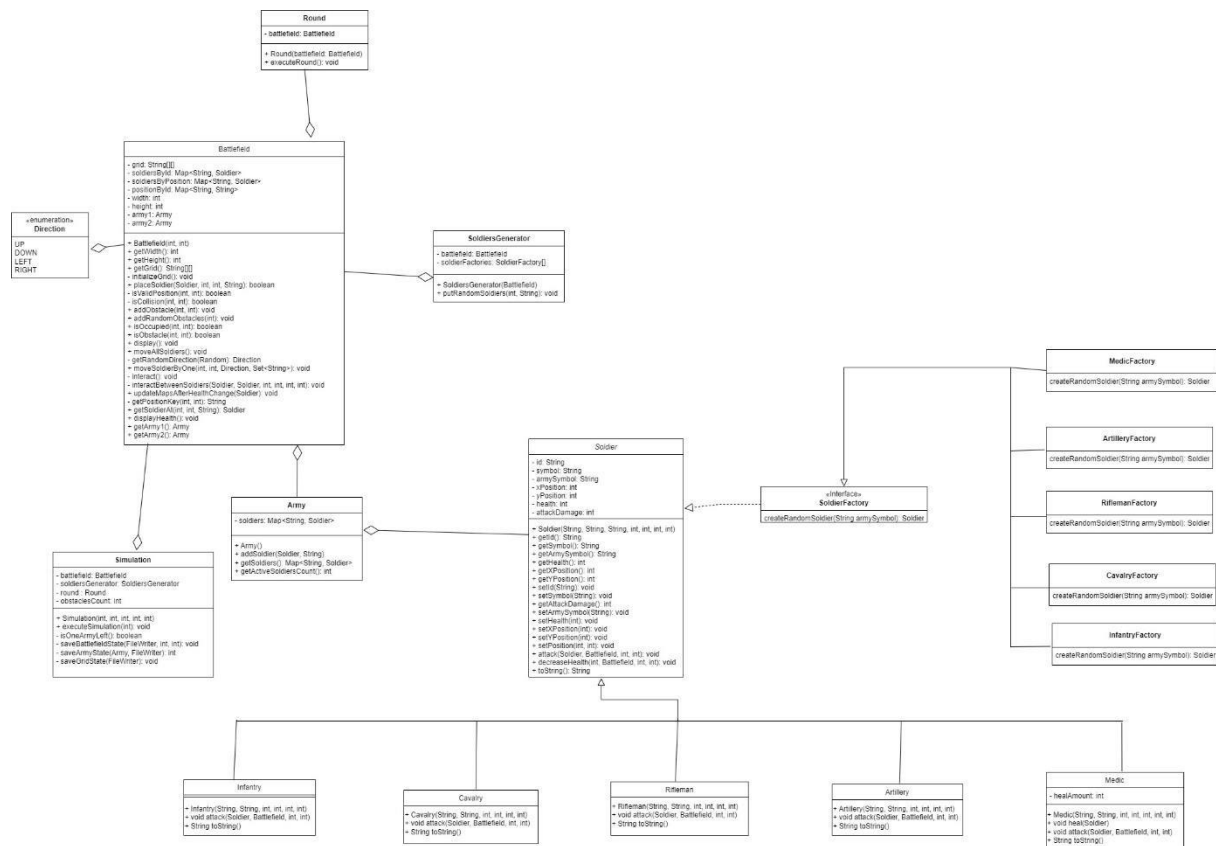 Round
- battlefield: Battlefield
+ Round(battlefield: Battlefield)
+ executeRound(): void
Battlefield
- grid: String[][]
- soldiersById: Map<String, Soldier>
- soldiersByPosition: Map<String, Soldier>
- positionById: Map<String, String>
- width: int
- height: int
- army1: Army
- army2: Army
+ Battlefield(int, int)
+ getWidth(): int
+ getHeight(): int
+ getGrid(): String[][]
- initializeGrid(): void
+ placeSoldier(Soldier, int, int, String): boolean
- isValidPosition(int, int): boolean
- isCollision(int, int): boolean
+ addObstacle(int, int): void
+ addRandomObstacles(int): void
+ isOccupied(int, int): boolean
+ isObstacle(int, int): boolean
+ display(): void
+ moveAllSoldiers(): void
- getRandomDirection(Random): Direction
+ moveSoldierByOne(int, int, Direction, Set<String>): void
- interact(): void
- interactBetweenSoldiers(Soldier, Soldier, int, int, int, int): void
+ updateMapsAfterHealthChange(Soldier): void
- getPositionKey(int, int): String
+ getSoldierAt(int, int, String): Soldier
+ displayHealth(): void
+ getArmy1(): Army
+ getArmy2(): Army
«enumeration»
Direction
UP
DOWN
LEFT
RIGHT
SoldiersGenerator
- battlefield: Battlefield
- soldierFactories: SoldierFactory[]
+ SoldiersGenerator(Battlefield)
+ putRandomSoldiers(int, String): void
MedicFactory
createRandomSoldier(String armySymbol): Soldier
ArtilleryFactory
createRandomSoldier(String armySymbol): Soldier
RiflemanFactory
createRandomSoldier(String armySymbol): Soldier
CavalryFactory
createRandomSoldier(String armySymbol): Soldier
InfantryFactory
createRandomSoldier(String armySymbol): Soldier
«interface»
SoldierFactory
createRandomSoldier(String armySymbol): Soldier
Soldier
- id: String
- symbol: String
- armySymbol: String
- xPosition: int
- yPosition: int
- health: int
- attackDamage: int
+ Soldier(String, String, String, int, int, int, int)
+ getId(): String
+ getSymbol(): String
+ getArmySymbol(): String
+ getHealth(): int
+ getXPosition(): int
+ getYPosition(): int
+ setId(String): void
+ setSymbol(String): void
+ getAttackDamage(): int
+ setArmySymbol(String): void
+ setHealth(int): void
+ setXPosition(int): void
+ setYPosition(int): void
+ setPosition(int, int): void
+ attack(Soldier, Battlefield, int, int): void
+ decreaseHealth(int, Battlefield, int, int): void
+ toString(): String
Army
- soldiers: Map<String, Soldier>
+ Army()
+ addSoldier(Soldier, String)
+ getSoldiers(): Map<String, Soldier>
+ getActiveSoldiersCount(): int
Simulation
- battlefield: Battlefield
- soldiersGenerator: SoldiersGenerator
- round : Round
- obstaclesCount: int
+ Simulation(int, int, int, int, int)
+ executeSimulation(int): void
- isOneArmyLeft(): boolean
- saveBattlefieldState(FileWriter, int, int): void
- saveArmyState(Army, FileWriter): int
- saveGridState(FileWriter): void
Infantry
+ Infantry(String, String, int, int, int, int)
+ void attack(Soldier, Battlefield, int, int)
+ String toString()
Cavalry
+ Cavalry(String, String, int, int, int, int)
+ void attack(Soldier, Battlefield, int, int)
+ String toString()
Rifleman
+ Rifleman(String, String, int, int, int, int)
+ void attack(Soldier, Battlefield, int, int)
+ String toString()
Artillery
+ Artillery(String, String, int, int, int, int)
+ void attack(Soldier, Battlefield, int, int)
+ String toString()
Medic
- healAmount: int
+ Medic(String, String, int, int, int, int, int)
+ void heal(Soldier)
+ void attack(Soldier, Battlefield, int, int)
+ String toString()